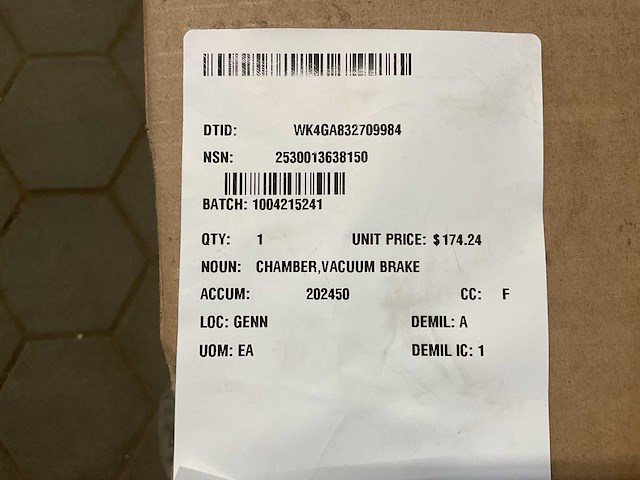 DTID: WK4GA832709984
NSN: 2530013638150
BATCH: 1004215241
QTY: 1 UNIT PRICE: $174.24
NOUN: CHAMBER,VACUUM BRAKE
ACCUM: 202450 CC: F
LOC: GENN DEMIL: A
UOM: EA DEMIL IC: 1